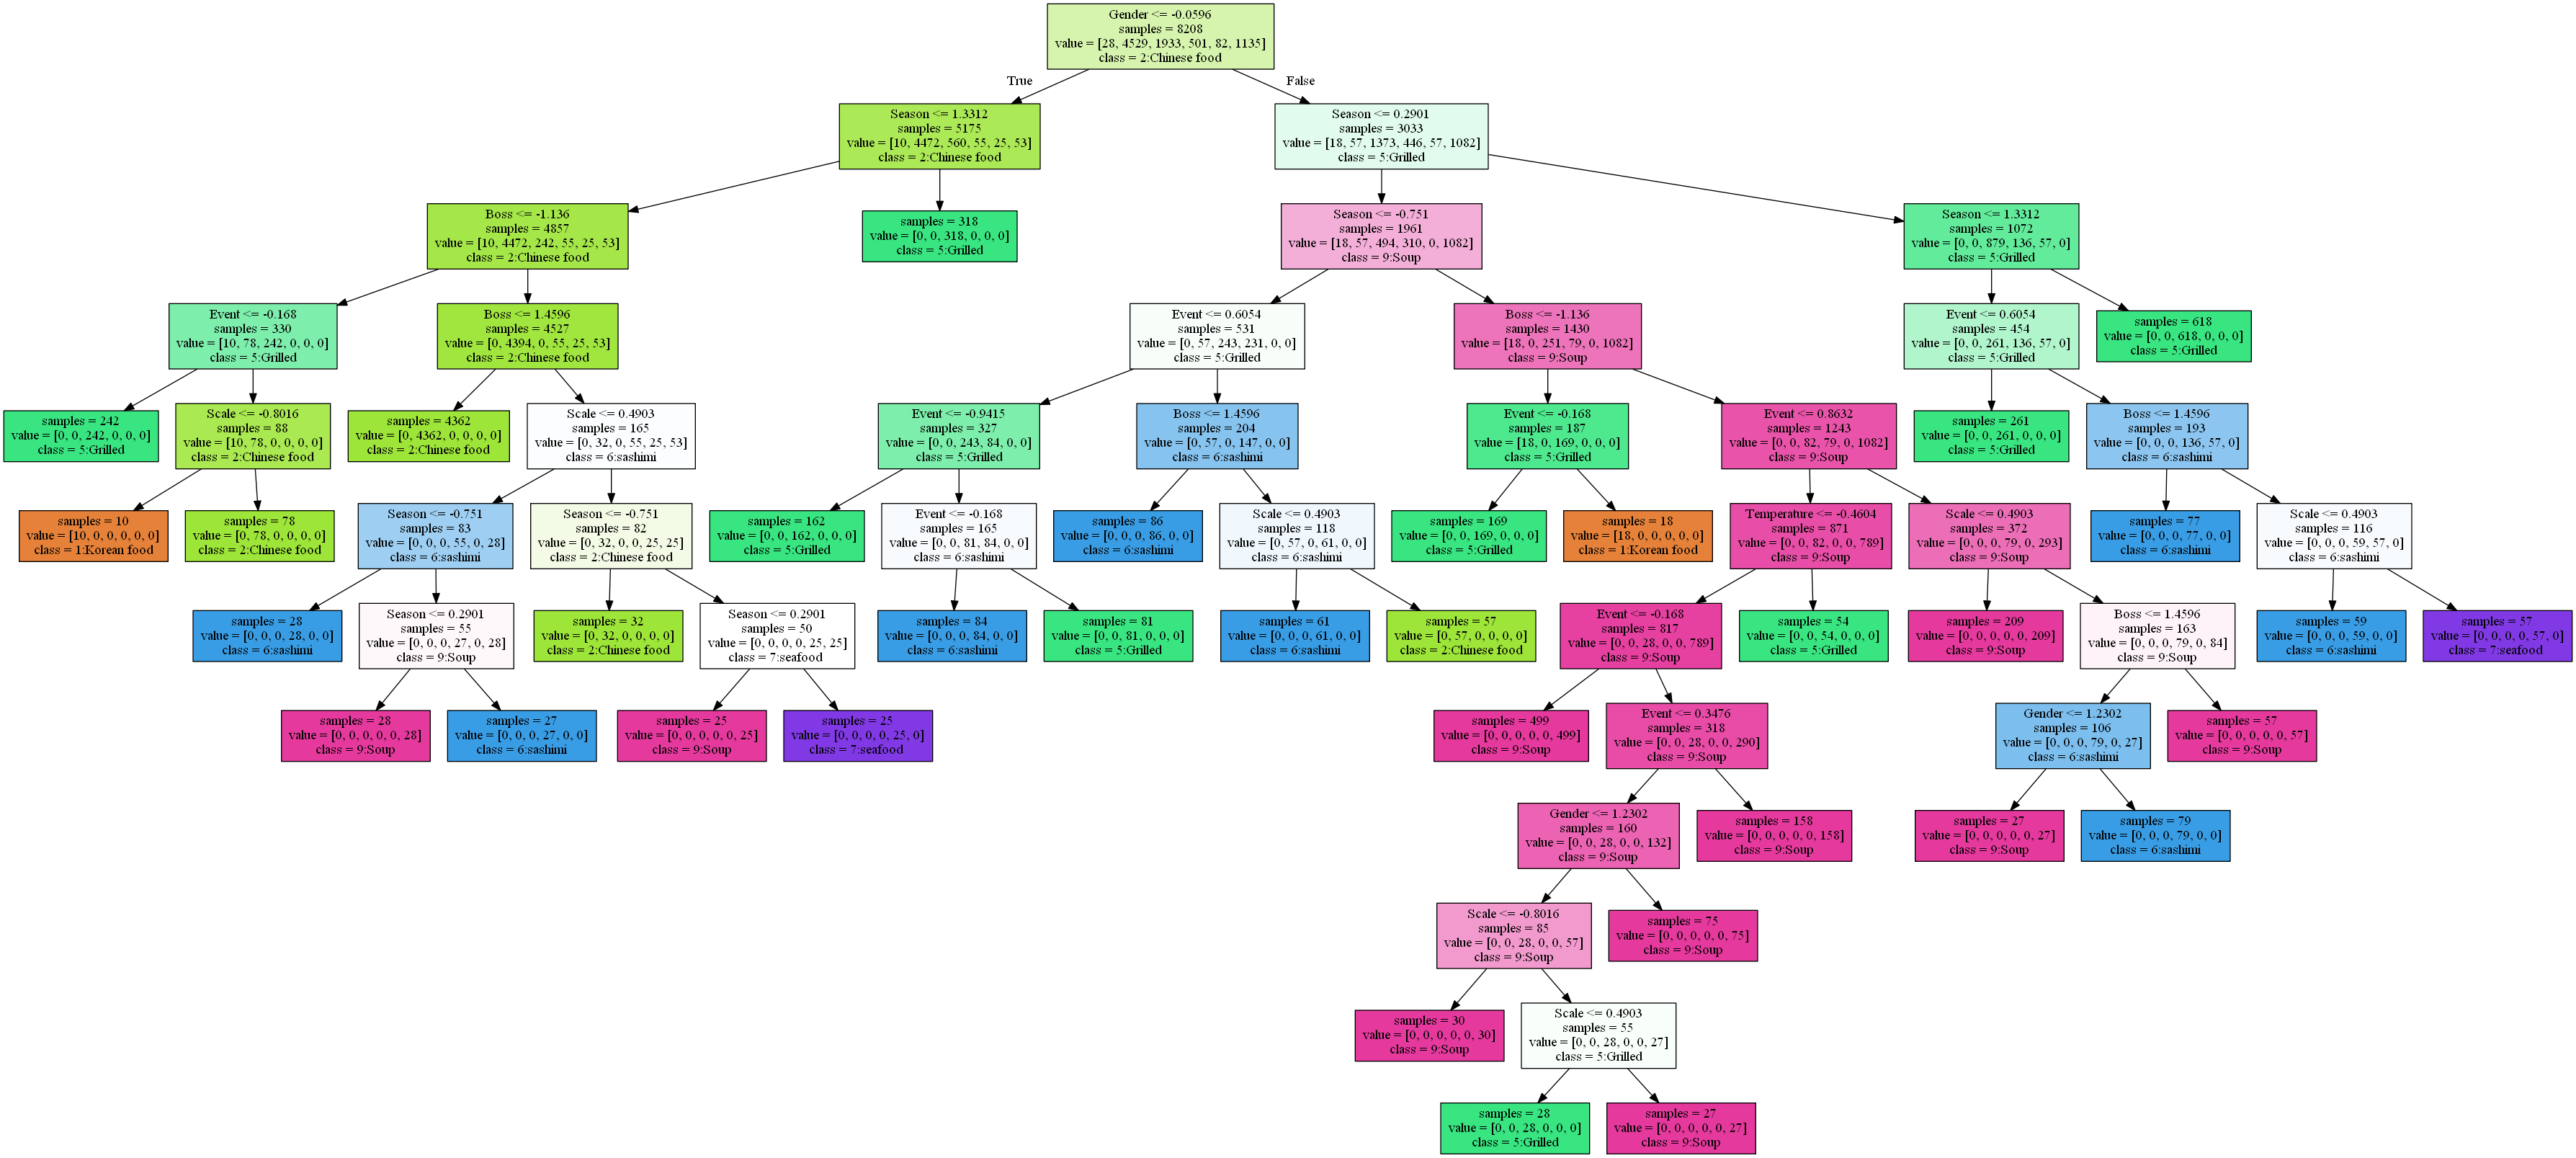 Gender <= -0.0596
samples = 8208
value = [28, 4529, 1933, 501, 82, 1135]
class = 2:Chinese food
True
False
Season <= 1.3312
samples = 5175
value = [10, 4472, 560, 55, 25, 53]
class = 2:Chinese food
Season <= 0.2901
samples = 3033
value = [18, 57, 1373, 446, 57, 1082]
class = 5:Grilled
Boss <= -1.136
samples = 4857
value = [10, 4472, 242, 55, 25, 53]
class = 2:Chinese food
samples = 318
value = [0, 0, 318, 0, 0, 0]
class = 5:Grilled
Season <= -0.751
samples = 1961
value = [18, 57, 494, 310, 0, 1082]
class = 9:Soup
Season <= 1.3312
samples = 1072
value = [0, 0, 879, 136, 57, 0]
class = 5:Grilled
Event <= -0.168
samples = 330
value = [10, 78, 242, 0, 0, 0]
class = 5:Grilled
Boss <= 1.4596
samples = 4527
value = [0, 4394, 0, 55, 25, 53]
class = 2:Chinese food
Event <= 0.6054
samples = 531
value = [0, 57, 243, 231, 0, 0]
class = 5:Grilled
Boss <= -1.136
samples = 1430
value = [18, 0, 251, 79, 0, 1082]
class = 9:Soup
Event <= 0.6054
samples = 454
value = [0, 0, 261, 136, 57, 0]
class = 5:Grilled
samples = 618
value = [0, 0, 618, 0, 0, 0]
class = 5:Grilled
samples = 242
value = [0, 0, 242, 0, 0, 0]
class = 5:Grilled
Scale <= -0.8016
samples = 88
value = [10, 78, 0, 0, 0, 0]
class = 2:Chinese food
samples = 4362
value = [0, 4362, 0, 0, 0, 0]
class = 2:Chinese food
Scale <= 0.4903
samples = 165
value = [0, 32, 0, 55, 25, 53]
class = 6:sashimi
Event <= -0.9415
samples = 327
value = [0, 0, 243, 84, 0, 0]
class = 5:Grilled
Boss <= 1.4596
samples = 204
value = [0, 57, 0, 147, 0, 0]
class = 6:sashimi
Event <= -0.168
samples = 187
value = [18, 0, 169, 0, 0, 0]
class = 5:Grilled
Event <= 0.8632
samples = 1243
value = [0, 0, 82, 79, 0, 1082]
class = 9:Soup
samples = 261
value = [0, 0, 261, 0, 0, 0]
class = 5:Grilled
Boss <= 1.4596
samples = 193
value = [0, 0, 0, 136, 57, 0]
class = 6:sashimi
samples = 10
value = [10, 0, 0, 0, 0, 0]
class = 1:Korean food
samples = 78
value = [0, 78, 0, 0, 0, 0]
class = 2:Chinese food
Season <= -0.751
samples = 83
value = [0, 0, 0, 55, 0, 28]
class = 6:sashimi
Season <= -0.751
samples = 82
value = [0, 32, 0, 0, 25, 25]
class = 2:Chinese food
samples = 162
value = [0, 0, 162, 0, 0, 0]
class = 5:Grilled
Event <= -0.168
samples = 165
value = [0, 0, 81, 84, 0, 0]
class = 6:sashimi
samples = 86
value = [0, 0, 0, 86, 0, 0]
class = 6:sashimi
Scale <= 0.4903
samples = 118
value = [0, 57, 0, 61, 0, 0]
class = 6:sashimi
samples = 169
value = [0, 0, 169, 0, 0, 0]
class = 5:Grilled
samples = 18
value = [18, 0, 0, 0, 0, 0]
class = 1:Korean food
Temperature <= -0.4604
samples = 871
value = [0, 0, 82, 0, 0, 789]
class = 9:Soup
Scale <= 0.4903
samples = 372
value = [0, 0, 0, 79, 0, 293]
class = 9:Soup
samples = 77
value = [0, 0, 0, 77, 0, 0]
class = 6:sashimi
Scale <= 0.4903
samples = 116
value = [0, 0, 0, 59, 57, 0]
class = 6:sashimi
samples = 28
value = [0, 0, 0, 28, 0, 0]
class = 6:sashimi
Season <= 0.2901
samples = 55
value = [0, 0, 0, 27, 0, 28]
class = 9:Soup
samples = 32
value = [0, 32, 0, 0, 0, 0]
class = 2:Chinese food
Season <= 0.2901
samples = 50
value = [0, 0, 0, 0, 25, 25]
class = 7:seafood
samples = 84
value = [0, 0, 0, 84, 0, 0]
class = 6:sashimi
samples = 81
value = [0, 0, 81, 0, 0, 0]
class = 5:Grilled
samples = 61
value = [0, 0, 0, 61, 0, 0]
class = 6:sashimi
samples = 57
value = [0, 57, 0, 0, 0, 0]
class = 2:Chinese food
Event <= -0.168
samples = 817
value = [0, 0, 28, 0, 0, 789]
class = 9:Soup
samples = 54
value = [0, 0, 54, 0, 0, 0]
class = 5:Grilled
samples = 209
value = [0, 0, 0, 0, 0, 209]
class = 9:Soup
Boss <= 1.4596
samples = 163
value = [0, 0, 0, 79, 0, 84]
class = 9:Soup
samples = 59
value = [0, 0, 0, 59, 0, 0]
class = 6:sashimi
samples = 57
value = [0, 0, 0, 0, 57, 0]
class = 7:seafood
samples = 28
value = [0, 0, 0, 0, 0, 28]
class = 9:Soup
samples = 27
value = [0, 0, 0, 27, 0, 0]
class = 6:sashimi
samples = 25
value = [0, 0, 0, 0, 0, 25]
class = 9:Soup
samples = 25
value = [0, 0, 0, 0, 25, 0]
class = 7:seafood
samples = 499
value = [0, 0, 0, 0, 0, 499]
class = 9:Soup
Event <= 0.3476
samples = 318
value = [0, 0, 28, 0, 0, 290]
class = 9:Soup
Gender <= 1.2302
samples = 106
value = [0, 0, 0, 79, 0, 27]
class = 6:sashimi
samples = 57
value = [0, 0, 0, 0, 0, 57]
class = 9:Soup
Gender <= 1.2302
samples = 160
value = [0, 0, 28, 0, 0, 132]
class = 9:Soup
samples = 158
value = [0, 0, 0, 0, 0, 158]
class = 9:Soup
samples = 27
value = [0, 0, 0, 0, 0, 27]
class = 9:Soup
samples = 79
value = [0, 0, 0, 79, 0, 0]
class = 6:sashimi
Scale <= -0.8016
samples = 85
value = [0, 0, 28, 0, 0, 57]
class = 9:Soup
samples = 75
value = [0, 0, 0, 0, 0, 75]
class = 9:Soup
samples = 30
value = [0, 0, 0, 0, 0, 30]
class = 9:Soup
Scale <= 0.4903
samples = 55
value = [0, 0, 28, 0, 0, 27]
class = 5:Grilled
samples = 28
value = [0, 0, 28, 0, 0, 0]
class = 5:Grilled
samples = 27
value = [0, 0, 0, 0, 0, 27]
class = 9:Soup